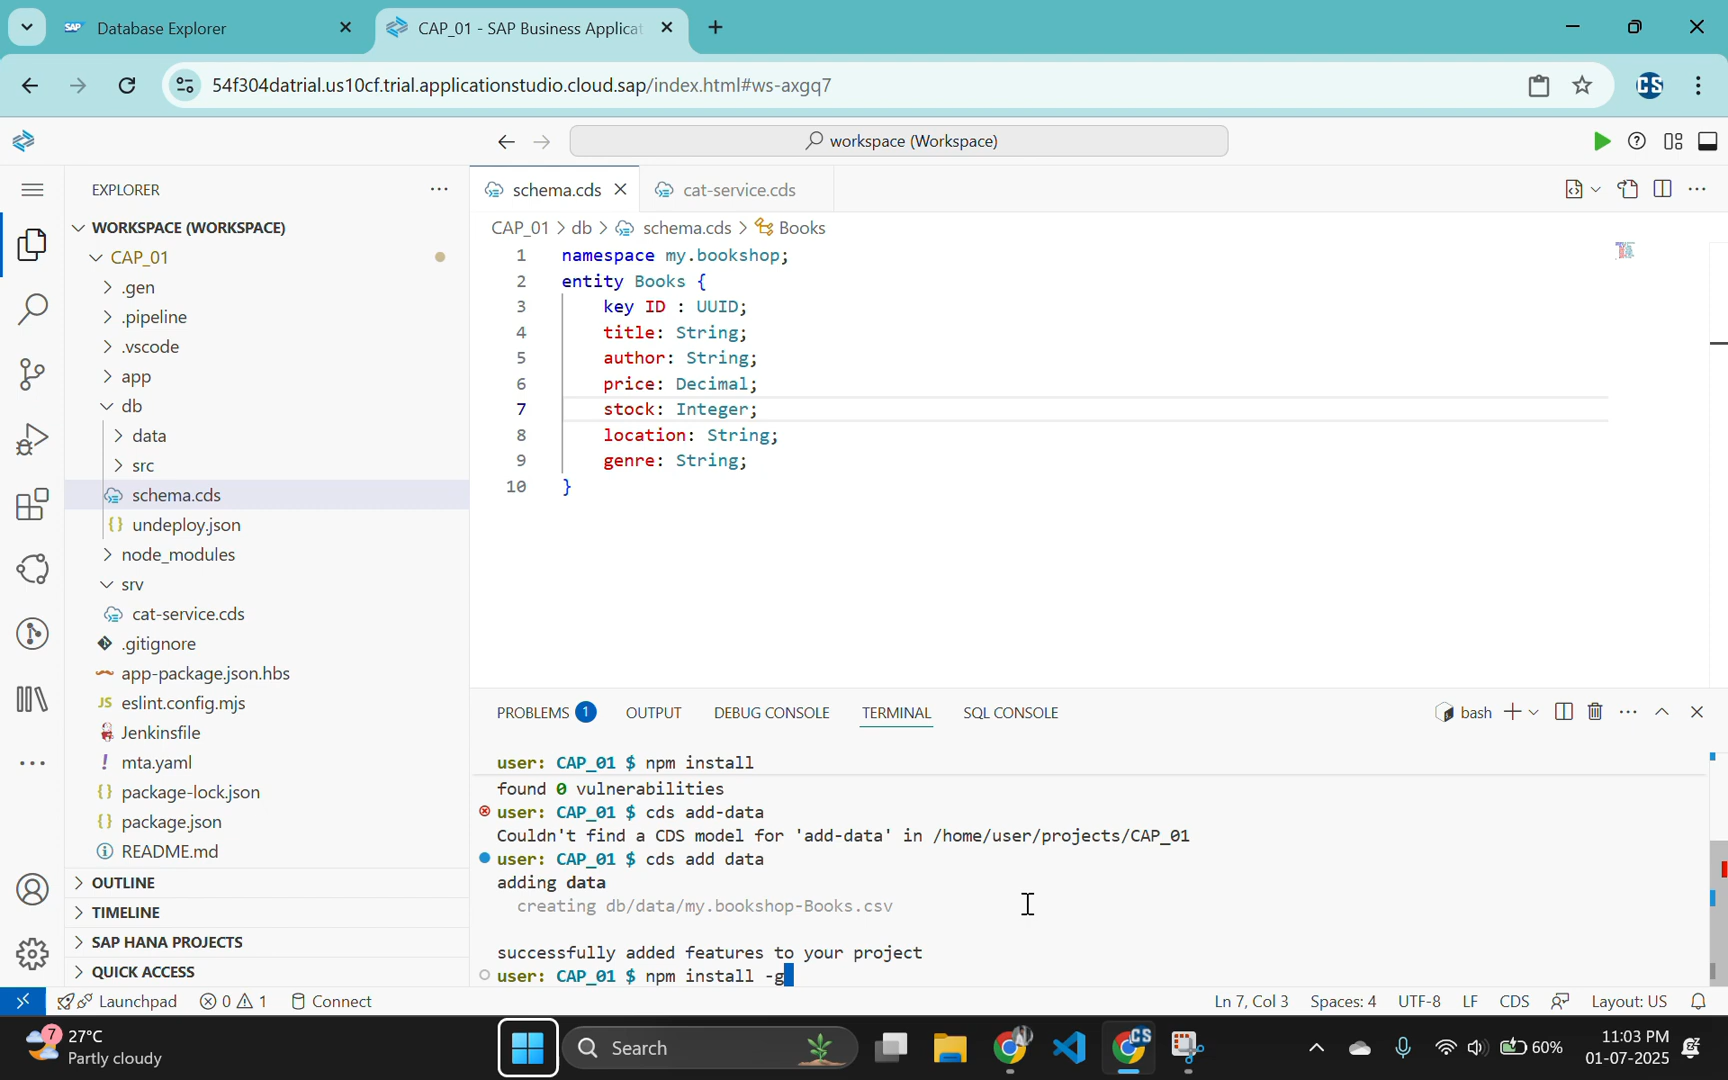 SAP Database Explorer
CAP_01 - SAP Business Applicat
54f304datrial.us10cf.trial.applicationstudio.cloud.sap/index.html#ws-axgq7
CS
workspace (Workspace)
EXPLORER
WORKSPACE (WORKSPACE)
CAP_01
.gen
.pipeline
.vscode
app
db
data
src
schema.cds
undeploy.json
node_modules
srv
cat-service.cds
.gitignore
app-package.json.hbs
JS eslint.config.mjs
Jenkinsfile
! mta.yaml
{} package-lock.json
{} package.json
README.md
OUTLINE
TIMELINE
SAP HANA PROJECTS
QUICK ACCESS
schema.cds
cat-service.cds
CAP_01 > db > schema.cds > Books
1 namespace my.bookshop;
2 entity Books {
3 key ID : UUID;
4 title: String;
5 author: String;
6 price: Decimal;
7 stock: Integer;
8 location: String;
9 genre: String;
10 }
PROBLEMS 1 OUTPUT DEBUG CONSOLE TERMINAL SQL CONSOLE
bash
user: CAP_01 $ npm install
found 0 vulnerabilities
user: CAP_01 $ cds add-data
Couldn't find a CDS model for 'add-data' in /home/user/projects/CAP_01
user: CAP_01 $ cds add data
adding data
creating db/data/my.bookshop-Books.csv
successfully added features to your project
user: CAP_01 $ npm install -g
Launchpad 0 1 Connect
Ln 7, Col 3 Spaces: 4 UTF-8 LF CDS Layout: US
7
27°C
Partly cloudy
Search
CS
60%
11:03 PM
01-07-2025